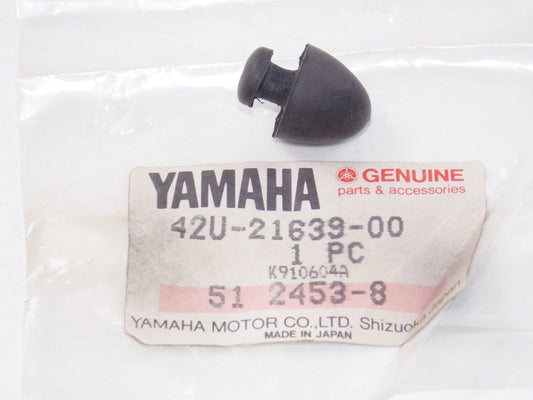 YAMAHA GENUINE
parts & accessories
42U-21639-00
1 PC
K910604A
51 2453-8
YAMAHA MOTOR CO.,LTD. Shizuoka Japan
MADE IN JAPAN